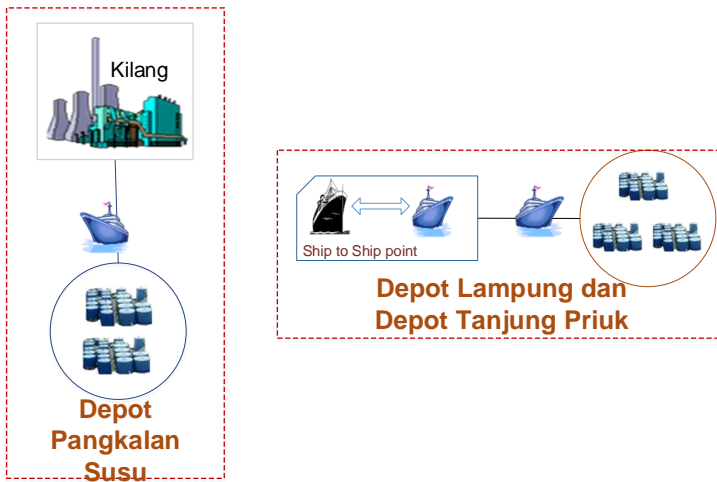 Kilang
Depot
Pangkalan
Susu
Ship to Ship point
Depot Lampung dan
Depot Tanjung Priuk